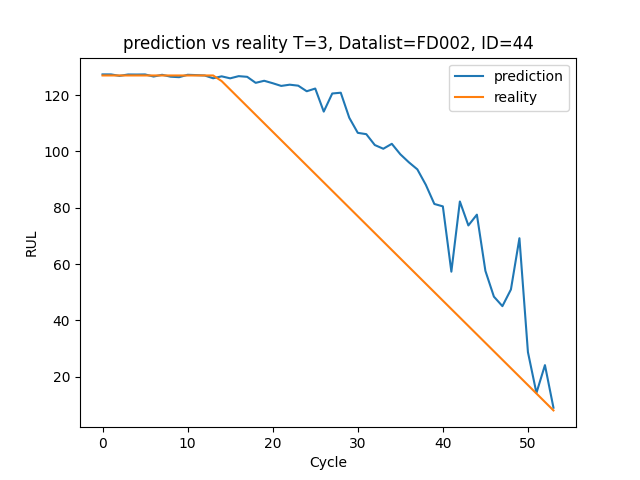 prediction vs reality T=3, Datalist=FD002, ID=44
prediction
reality
120
100
80
60
40
20
RUL
0 10 20 30 40 50
Cycle